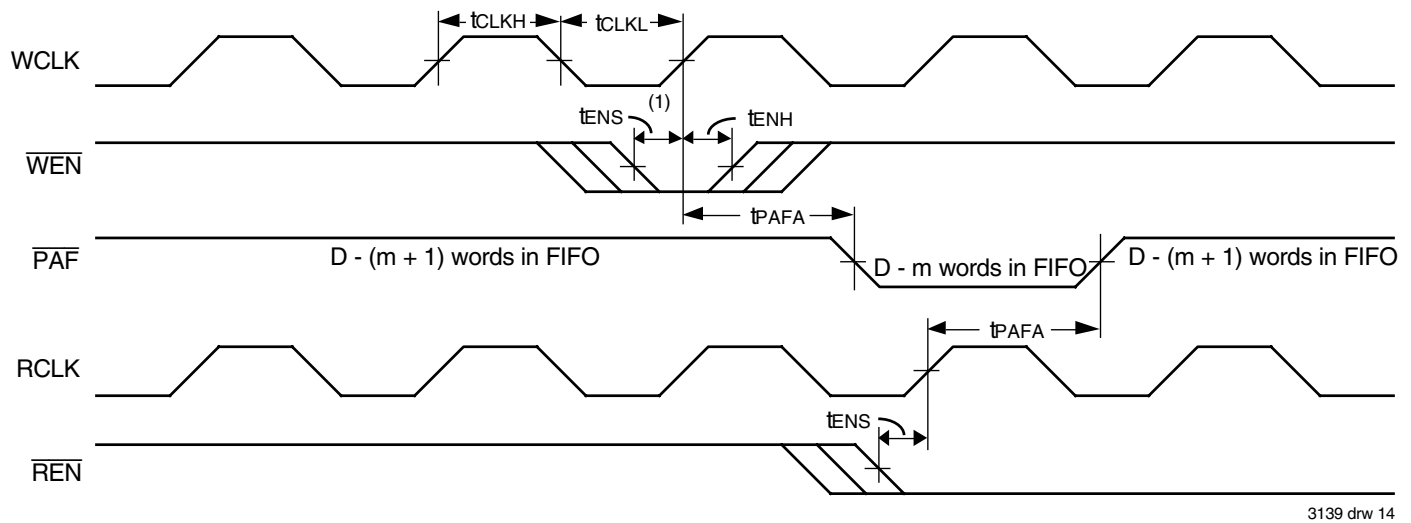 tCLKH
tCLKL
WCLK
(1)
tENS
tENH
WEN
tPAFA
PAF
D - (m + 1) words in FIFO
D - m words in FIFO
D - (m + 1) words in FIFO
tPAFA
RCLK
tENS
REN
3139 drw 14